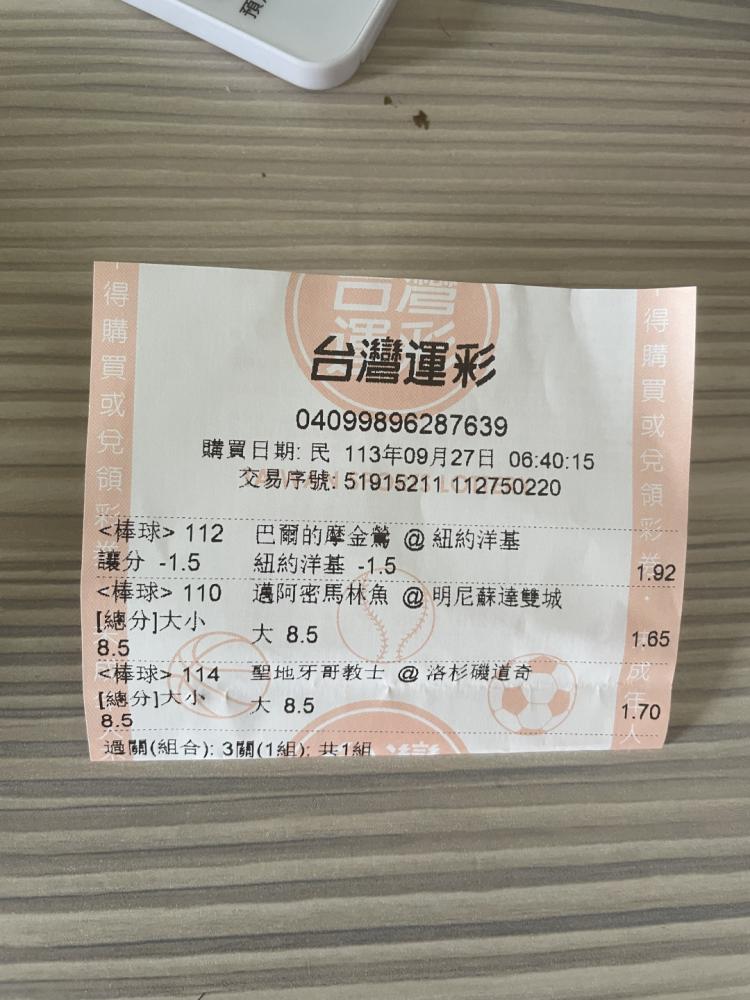 預
台灣
運彩
台灣運彩
04099896287639
購買日期: 民 113年09月27日 06:40:15
交易序號: 51915211 112750220
<棒球> 112 巴爾的摩金鶯 @ 紐約洋基
讓分 -1.5 紐約洋基 -1.5 1.92
<棒球> 110 邁阿密馬林魚 @ 明尼蘇達雙城
[總分]大小
8.5 大 8.5 1.65
<棒球> 114 聖地牙哥教士 @ 洛杉磯道奇
[總分]大小
8.5 大 8.5 1.70
過關(組合): 3關(1組); 共1組
得購買或兌領彩
得購買或兌領彩券.
成年人